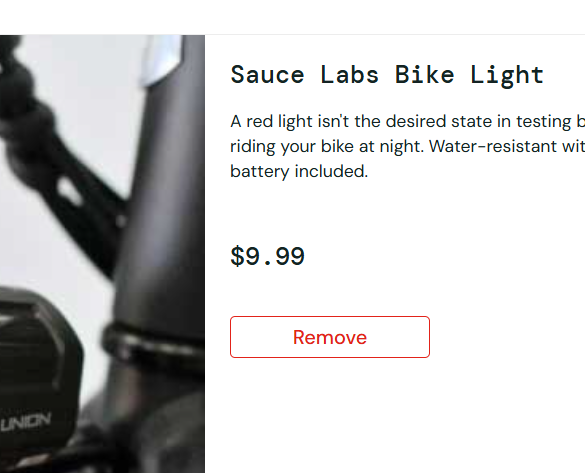 Sauce Labs Bike Light
A red light isn't the desired state in testing b
riding your bike at night. Water-resistant wit
battery included.
$9.99
Remove
UNION